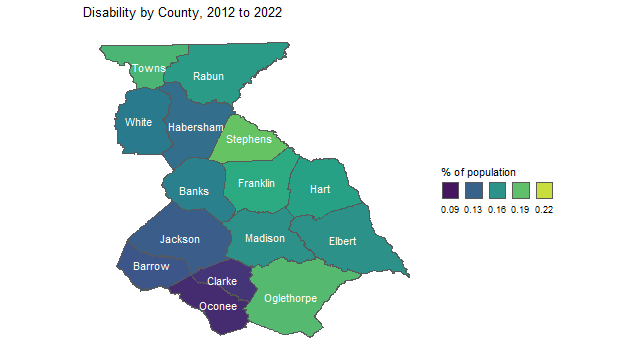 Disability by County, 2012 to 2022
Towns
Rabun
White
Habersham
Stephens
Banks
Franklin
Hart
Jackson
Madison
Elbert
Barrow
Clarke
Oconee
Oglethorpe
% of population
0.09 0.13 0.16 0.19 0.22